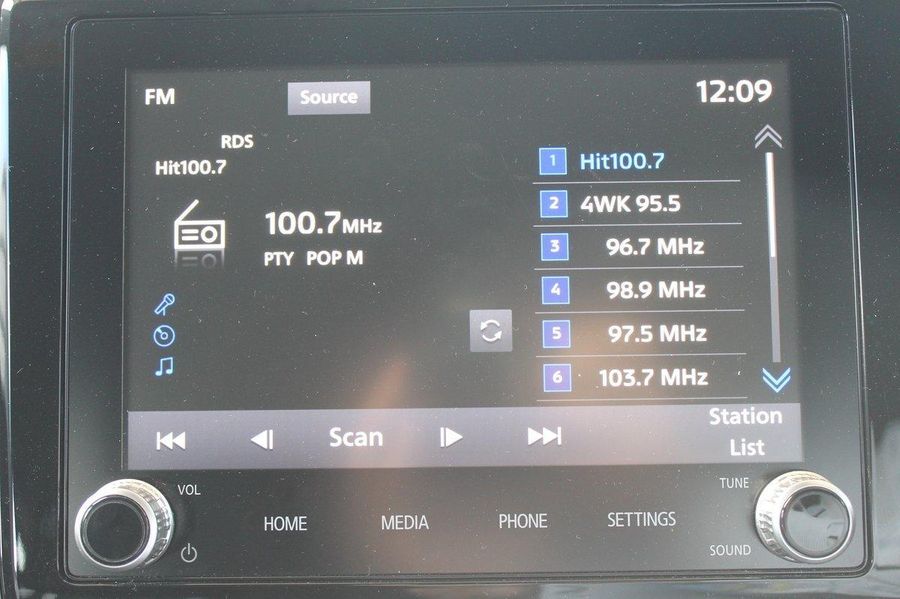 FM
Source
12:09
RDS
Hit100.7
100.7MHz
PTY POP M
1 Hit100.7
2 4WK 95.5
3 96.7 MHz
4 98.9 MHz
5 97.5 MHz
6 103.7 MHz
Scan
Station
List
VOL
HOME
MEDIA
PHONE
SETTINGS
TUNE
SOUND